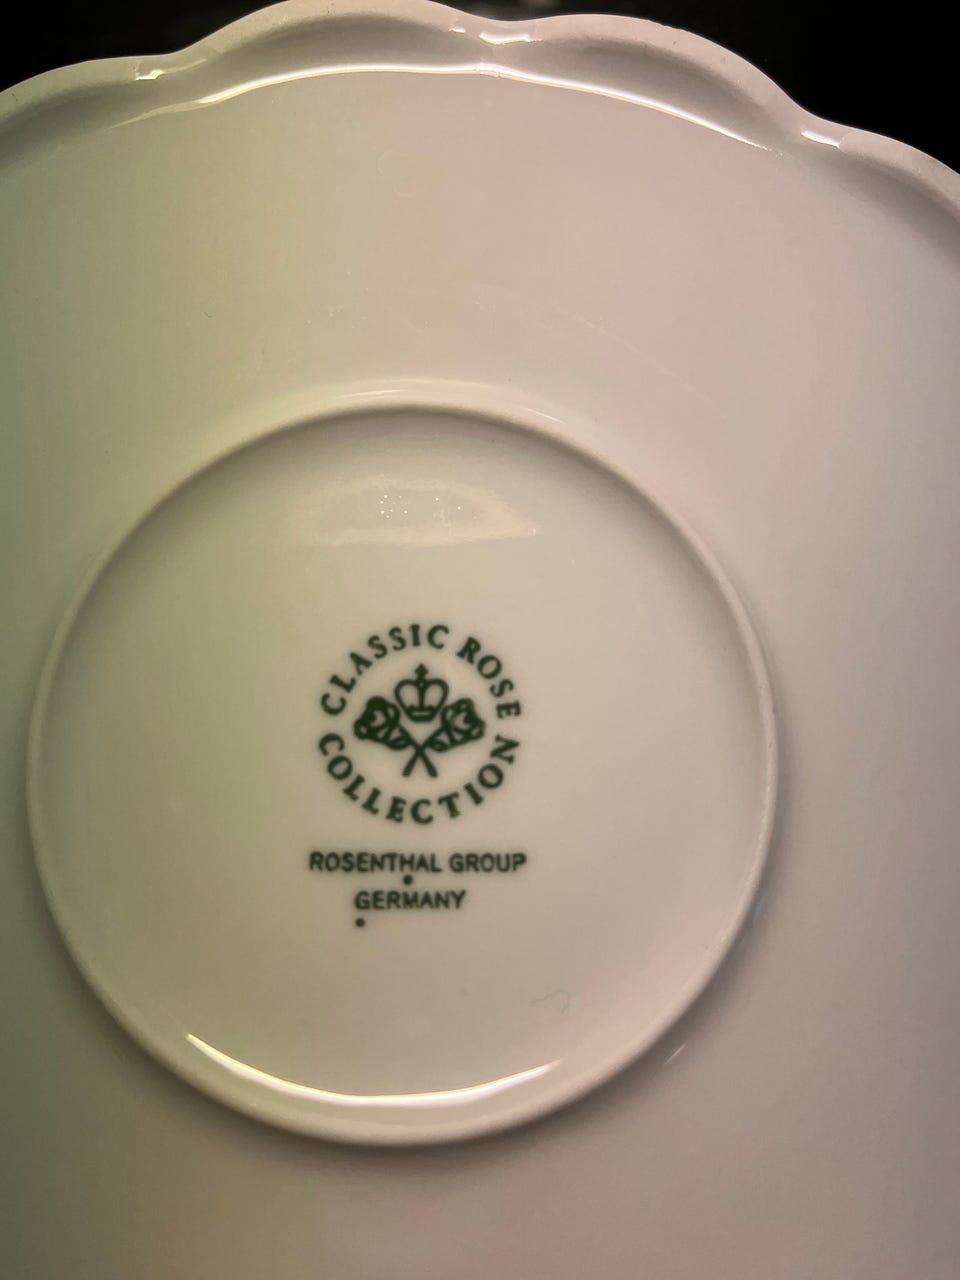 CLASSIC ROSE
COLLECTION
ROSENTHAL GROUP
GERMANY